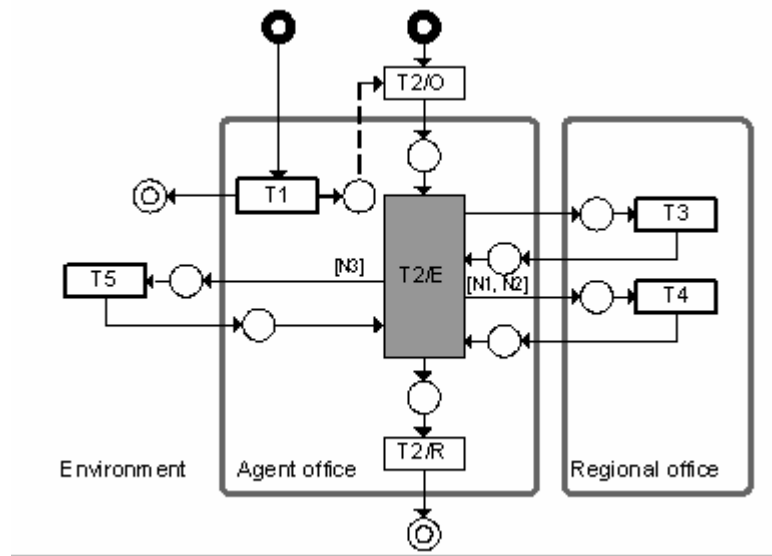 T2/O
T1
T3
[N3]
T2/E
T5
[N1, N2]
T4
T2/R
Environment
Agent office
Regional office